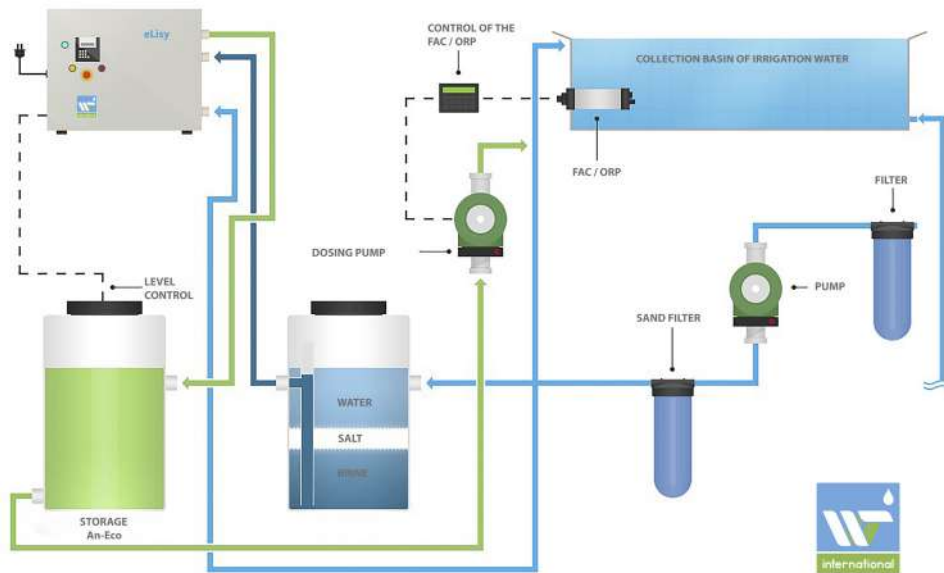 eLisy
CONTROL OF THE
FAC / ORP
COLLECTION BASIN OF IRRIGATION WATER
FAC / ORP
FILTER
DOSING PUMP
LEVEL
CONTROL
PUMP
SAND FILTER
WATER
SALT
BRINE
STORAGE
An-Eco
international